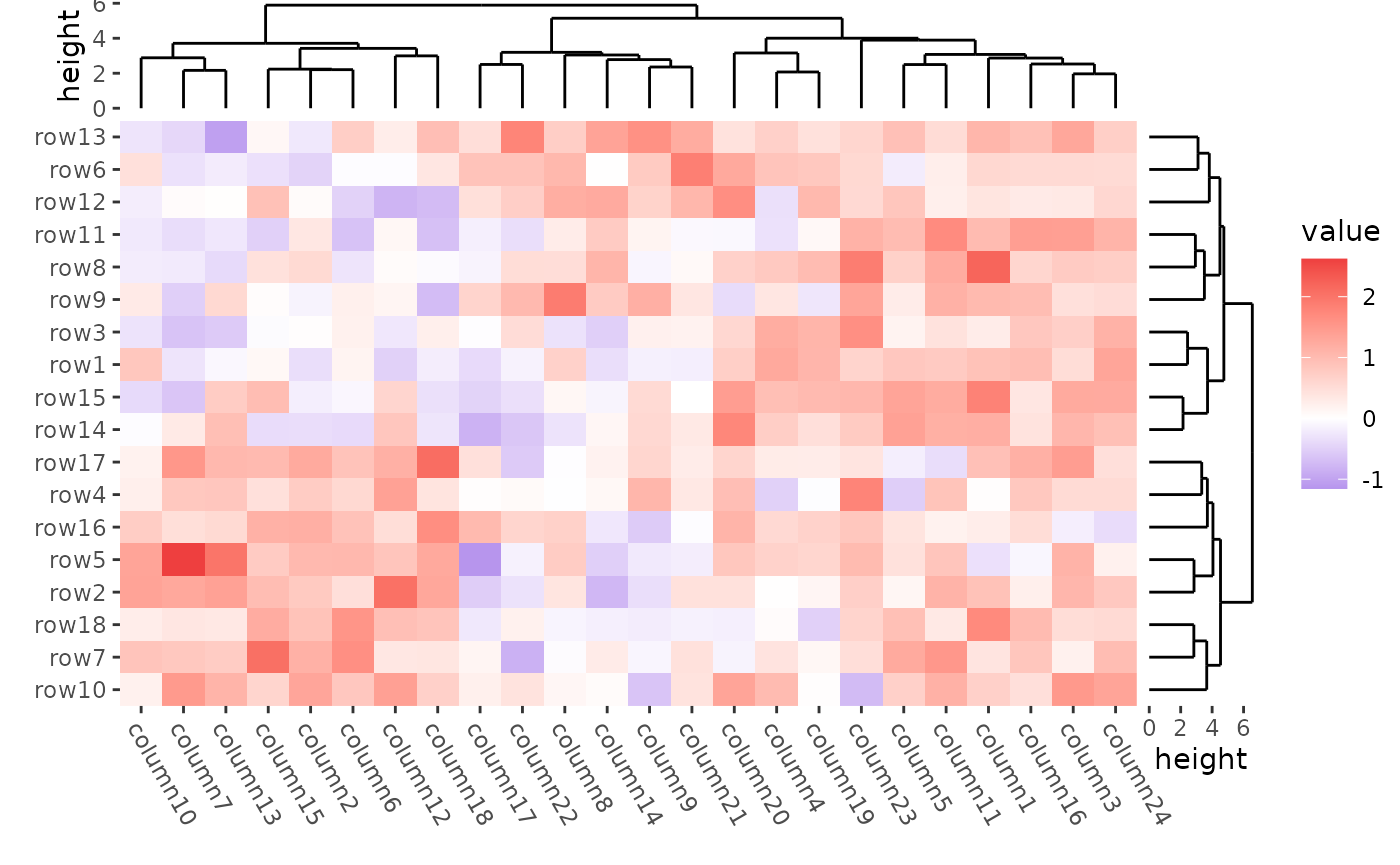 height
6
4
2
0
row13
row6
row12
row11
row8
row9
row3
row1
row15
row14
row17
row4
row16
row5
row2
row18
row7
row10
column10
column7
column13
column15
column2
column6
column12
column18
column17
column22
column8
column14
column9
column21
column20
column4
column19
column23
column5
column11
column1
column16
column3
column24
0 2 4 6
height
value
2
1
0
-1